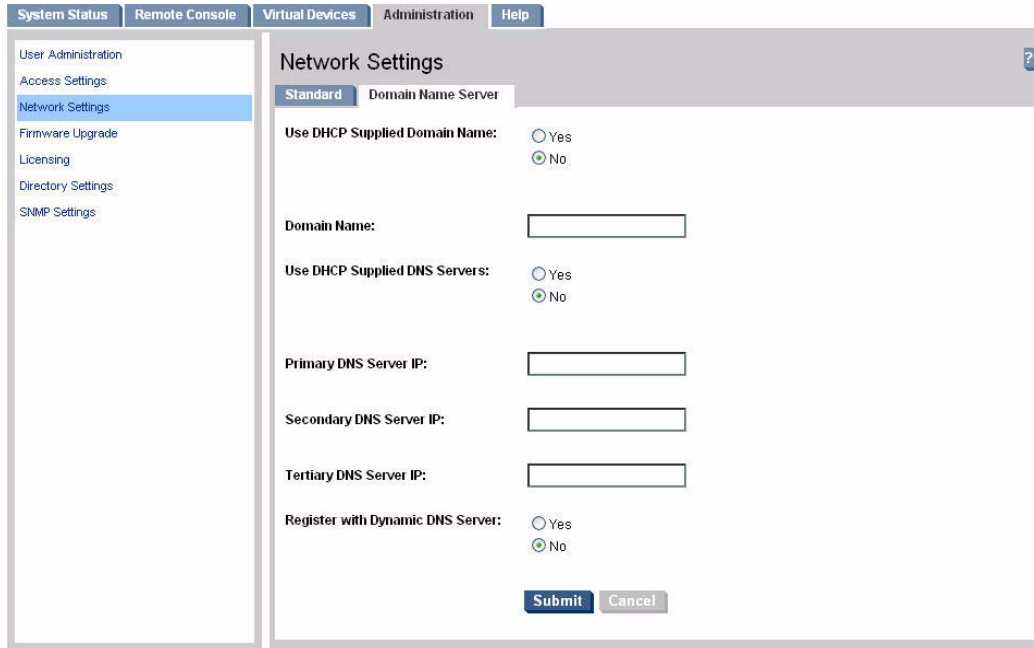 System Status Remote Console Virtual Devices Administration Help
User Administration
Access Settings
Network Settings
Firmware Upgrade
Licensing
Directory Settings
SNMP Settings
Network Settings
?
Standard Domain Name Server
Use DHCP Supplied Domain Name: Yes
No
Domain Name:
Use DHCP Supplied DNS Servers: Yes
No
Primary DNS Server IP:
Secondary DNS Server IP:
Tertiary DNS Server IP:
Register with Dynamic DNS Server: Yes
No
Submit Cancel